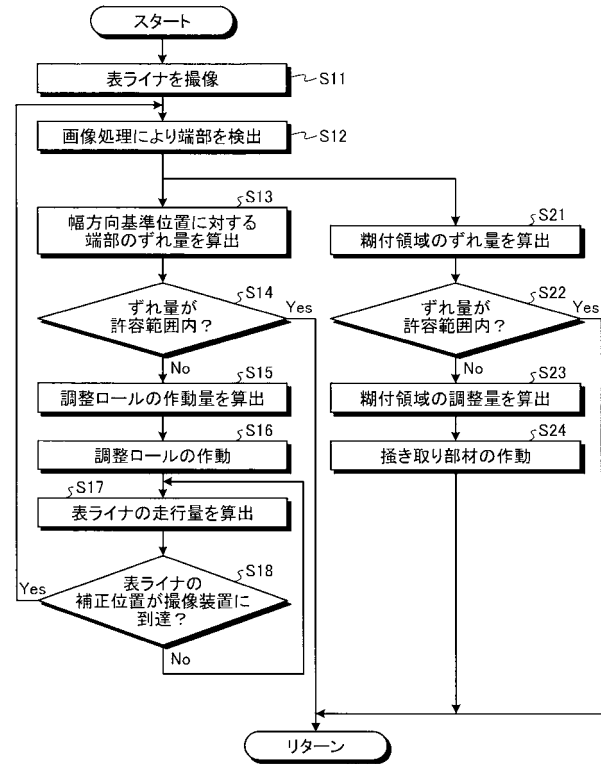 スタート
表ライナを撮像
S11
画像処理により端部を検出
S12
S13
幅方向基準位置に対する
端部のずれ量を算出
S14
ずれ量が
許容範囲内?
Yes
No
S15
調整ロールの作動量を算出
S16
調整ロールの作動
S17
表ライナの走行量を算出
S18
表ライナの
補正位置が撮像装置に
到達?
Yes
No
S21
糊付領域のずれ量を算出
S22
ずれ量が
許容範囲内?
Yes
No
S23
糊付領域の調整量を算出
S24
掻き取り部材の作動
リターン